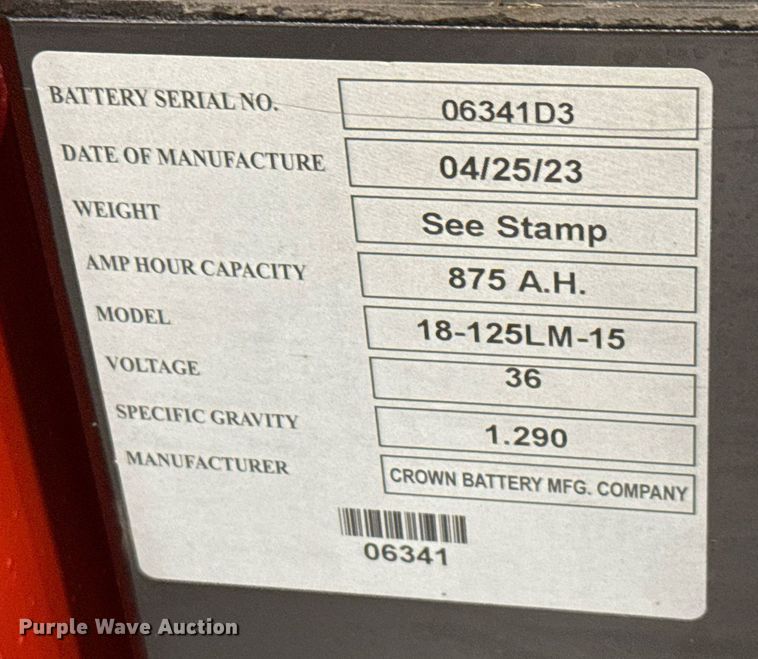 BATTERY SERIAL NO. 06341D3
DATE OF MANUFACTURE 04/25/23
WEIGHT See Stamp
AMP HOUR CAPACITY 875 A.H.
MODEL 18-125LM-15
VOLTAGE 36
SPECIFIC GRAVITY 1.290
MANUFACTURER CROWN BATTERY MFG. COMPANY
06341
Purple Wave Auction